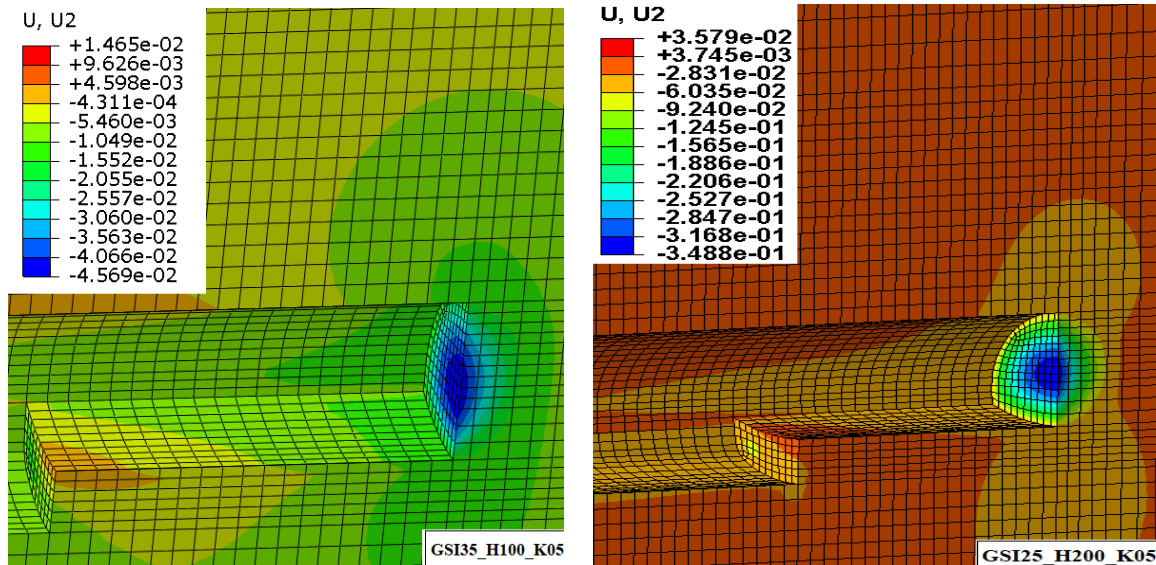 U, U2
+1.465e-02
+9.626e-03
+4.598e-03
-4.311e-04
-5.460e-03
-1.049e-02
-1.552e-02
-2.055e-02
-2.557e-02
-3.060e-02
-3.563e-02
-4.066e-02
-4.569e-02
GSI35_H100_K05
U, U2
+3.579e-02
+3.745e-03
-2.831e-02
-6.035e-02
-9.240e-02
-1.245e-01
-1.565e-01
-1.886e-01
-2.206e-01
-2.527e-01
-2.847e-01
-3.168e-01
-3.488e-01
GSI25_H200_K05